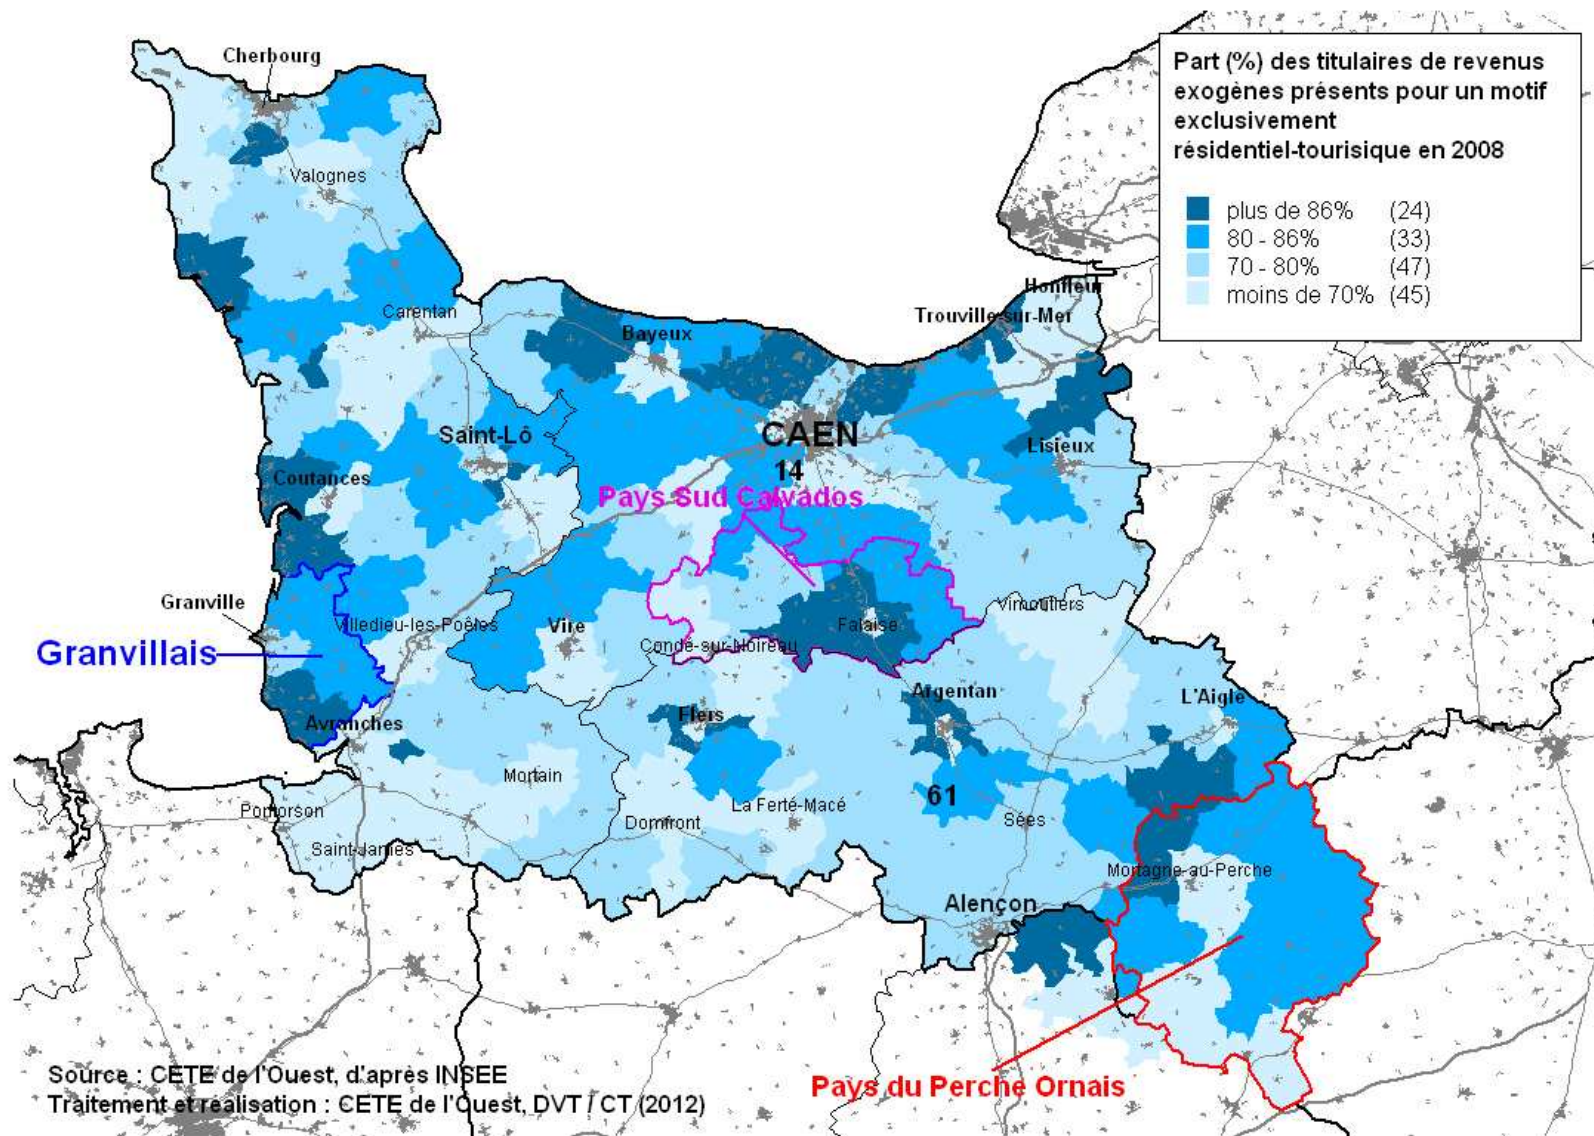 Cherbourg
Part (%) des titulaires de revenus
exogènes présents pour un motif
exclusivement
résidentiel-tourisique en 2008
plus de 86% (24)
80 - 86% (33)
70 - 80% (47)
moins de 70% (45)
Valognes
Honfleur
Carentan
Trouville-sur-Mer
Bayeux
Saint-Lô
CAEN
Lisieux
14
Coutances
Pays Sud Calvados
Granville
Vimoutiers
Villedieu-les-Poêles
Vire
Falaise
Condé-sur-Noireau
Granvillais
Argentan
L'Aigle
Flers
Avranches
Mortain
61
La Ferté-Macé
Pontorson
Domfront
Sées
Saint-James
Mortagne-au-Perche
Alençon
Source : CETE de l'Ouest, d'après INSEE
Pays du Perche Ornais
Traitement et réalisation : CETE de l'Ouest, DVT / CT (2012)